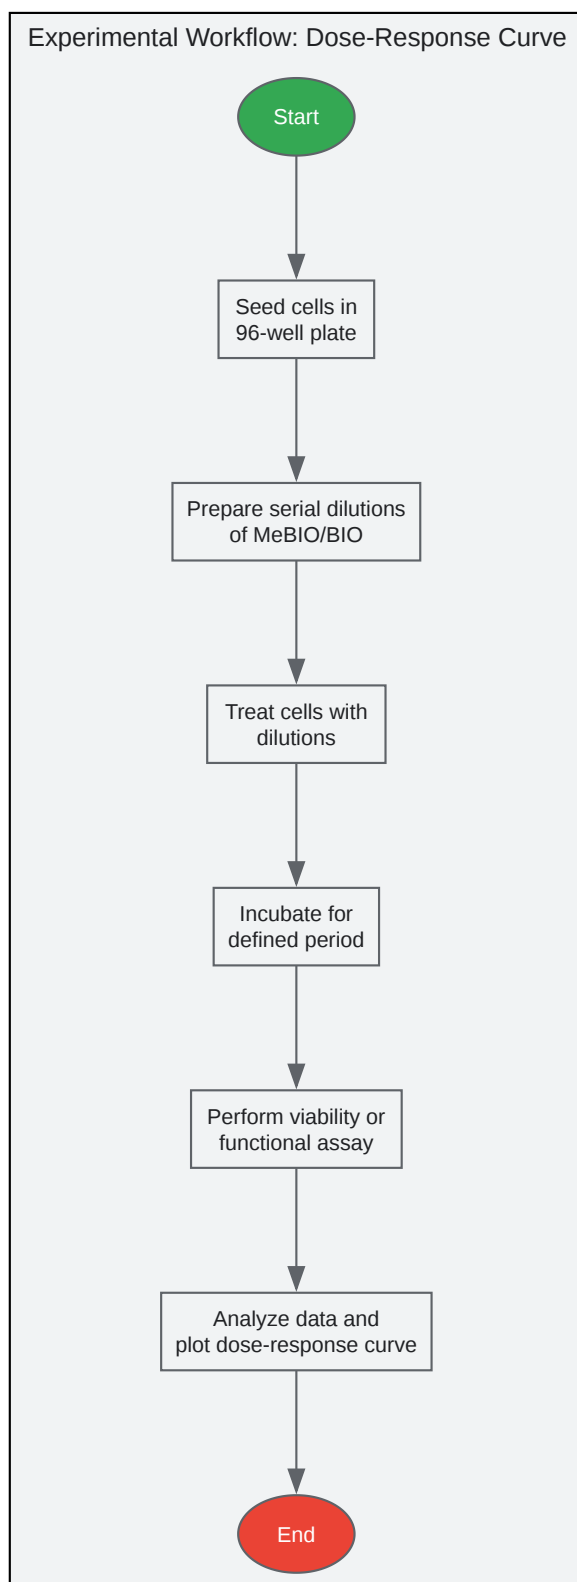 Experimental Workflow: Dose-Response Curve
Start
Seed cells in
96-well plate
Prepare serial dilutions
of MeBIO/BIO
Treat cells with
dilutions
Incubate for
defined period
Perform viability or
functional assay
Analyze data and
plot dose-response curve
End